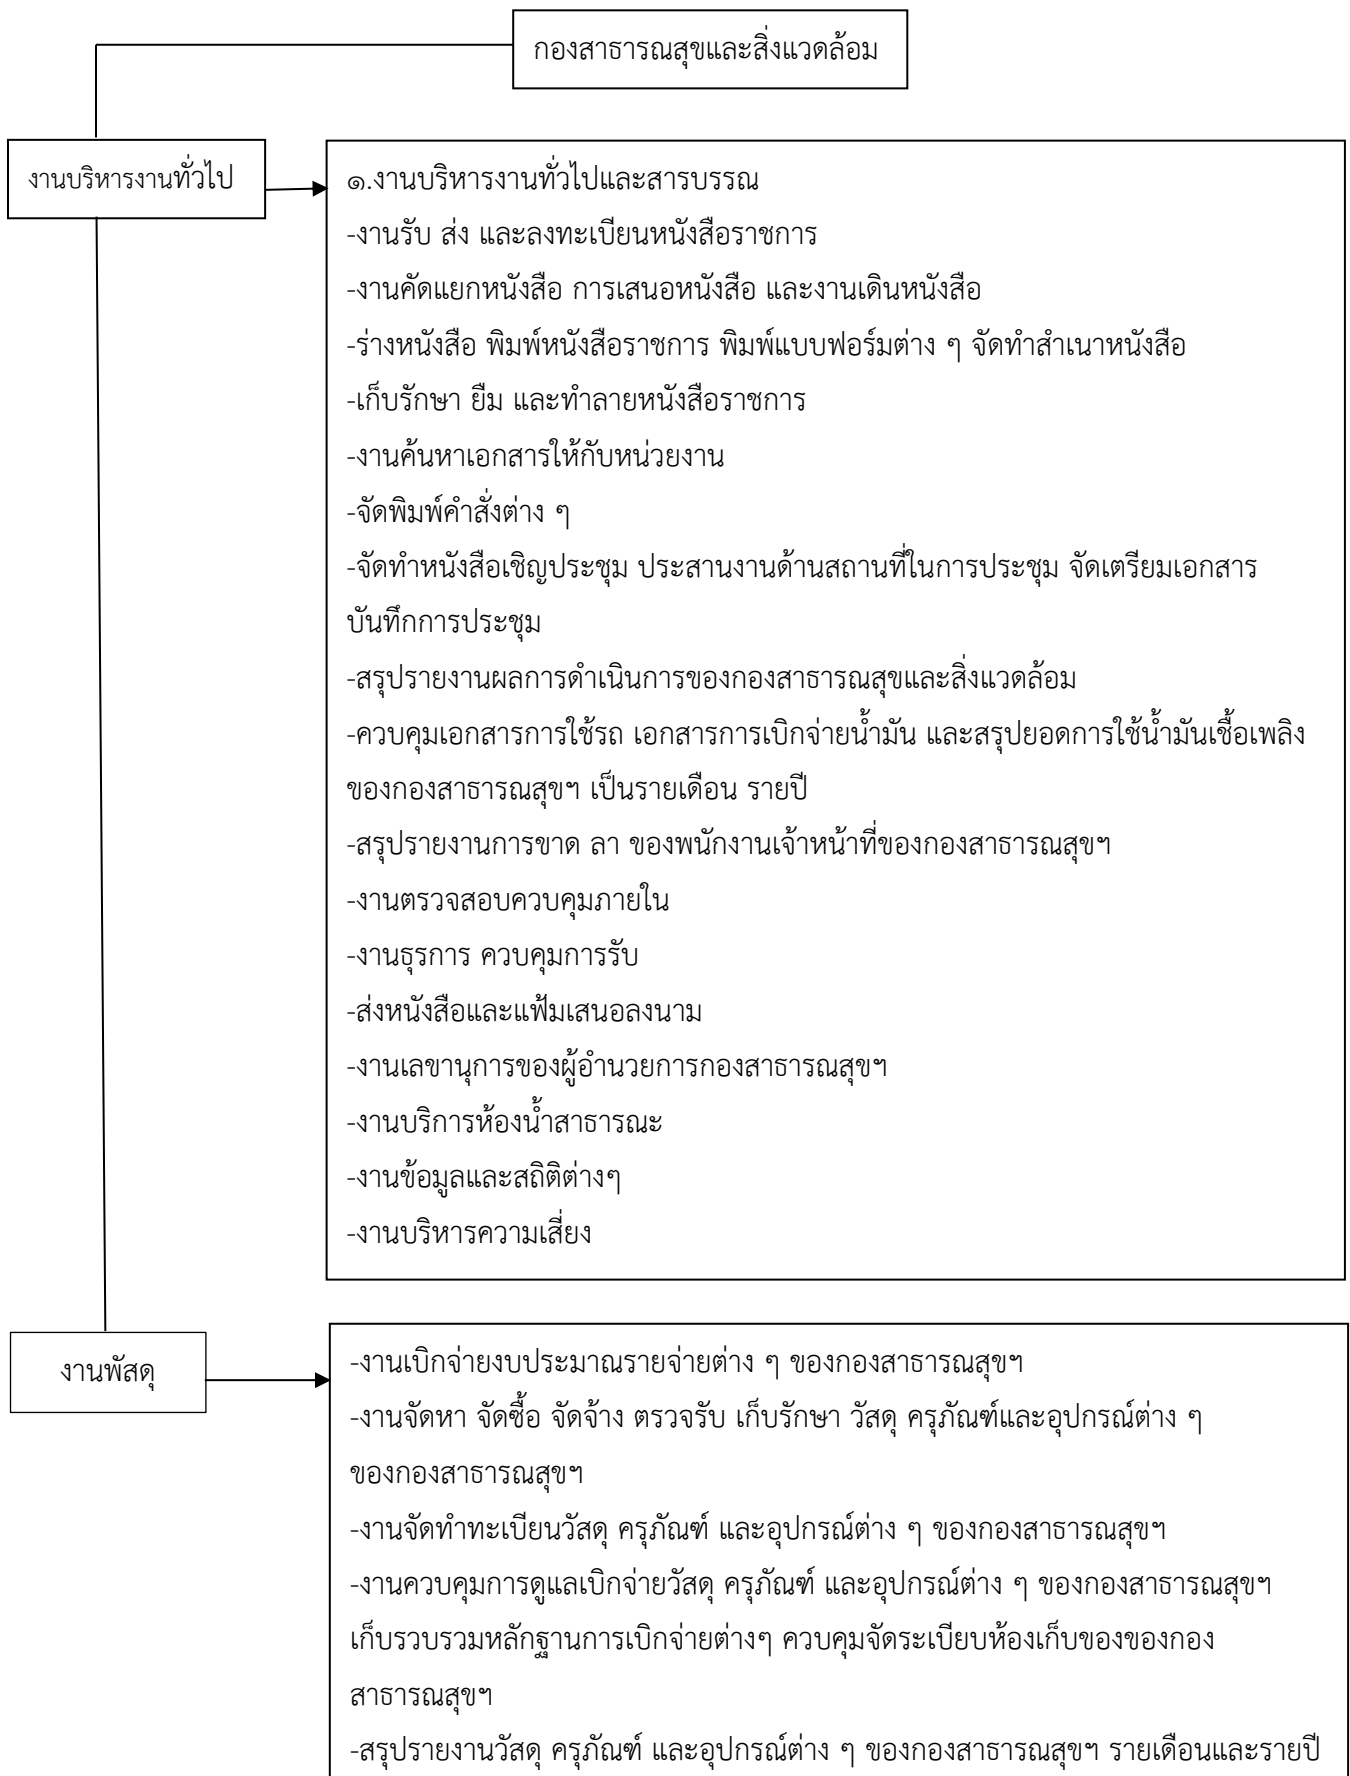 กองสาธารณสุขและสิ่งแวดล้อม
งานบริหารงานทั่วไป
๑.งานบริหารงานทั่วไปและสารบรรณ
-งานรับ ส่ง และลงทะเบียนหนังสือราชการ
-งานคัดแยกหนังสือ การเสนอหนังสือ และงานเดินหนังสือ
-ร่างหนังสือ พิมพ์หนังสือราชการ พิมพ์แบบฟอร์มต่าง ๆ จัดทำสำเนาหนังสือ
-เก็บรักษา ยืม และทำลายหนังสือราชการ
-งานค้นหาเอกสารให้กับหน่วยงาน
-จัดพิมพ์คำสั่งต่าง ๆ
-จัดทำหนังสือเชิญประชุม ประสานงานด้านสถานที่ในการประชุม จัดเตรียมเอกสาร
บันทึกการประชุม
-สรุปรายงานผลการดำเนินการของกองสาธารณสุขและสิ่งแวดล้อม
-ควบคุมเอกสารการใช้รถ เอกสารการเบิกจ่ายน้ำมัน และสรุปยอดการใช้น้ำมันเชื้อเพลิง
ของกองสาธารณสุขฯ เป็นรายเดือน รายปี
-สรุปรายงานการขาด ลา ของพนักงานเจ้าหน้าที่ของกองสาธารณสุขฯ
-งานตรวจสอบควบคุมภายใน
-งานธุรการ ควบคุมการรับ
-ส่งหนังสือและแฟ้มเสนอลงนาม
-งานเลขานุการของผู้อำนวยการกองสาธารณสุขฯ
-งานบริการห้องน้ำสาธารณะ
-งานข้อมูลและสถิติต่างๆ
-งานบริหารความเสี่ยง
งานพัสดุ
-งานเบิกจ่ายงบประมาณรายจ่ายต่าง ๆ ของกองสาธารณสุขฯ
-งานจัดหา จัดซื้อ จัดจ้าง ตรวจรับ เก็บรักษา วัสดุ ครุภัณฑ์และอุปกรณ์ต่าง ๆ
ของกองสาธารณสุขฯ
-งานจัดทำทะเบียนวัสดุ ครุภัณฑ์ และอุปกรณ์ต่าง ๆ ของกองสาธารณสุขฯ
-งานควบคุมการดูแลเบิกจ่ายวัสดุ ครุภัณฑ์ และอุปกรณ์ต่าง ๆ ของกองสาธารณสุขฯ
เก็บรวบรวมหลักฐานการเบิกจ่ายต่างๆ ควบคุมจัดระเบียบห้องเก็บของของกอง
สาธารณสุขฯ
-สรุปรายงานวัสดุ ครุภัณฑ์ และอุปกรณ์ต่าง ๆ ของกองสาธารณสุขฯ รายเดือนและรายปี